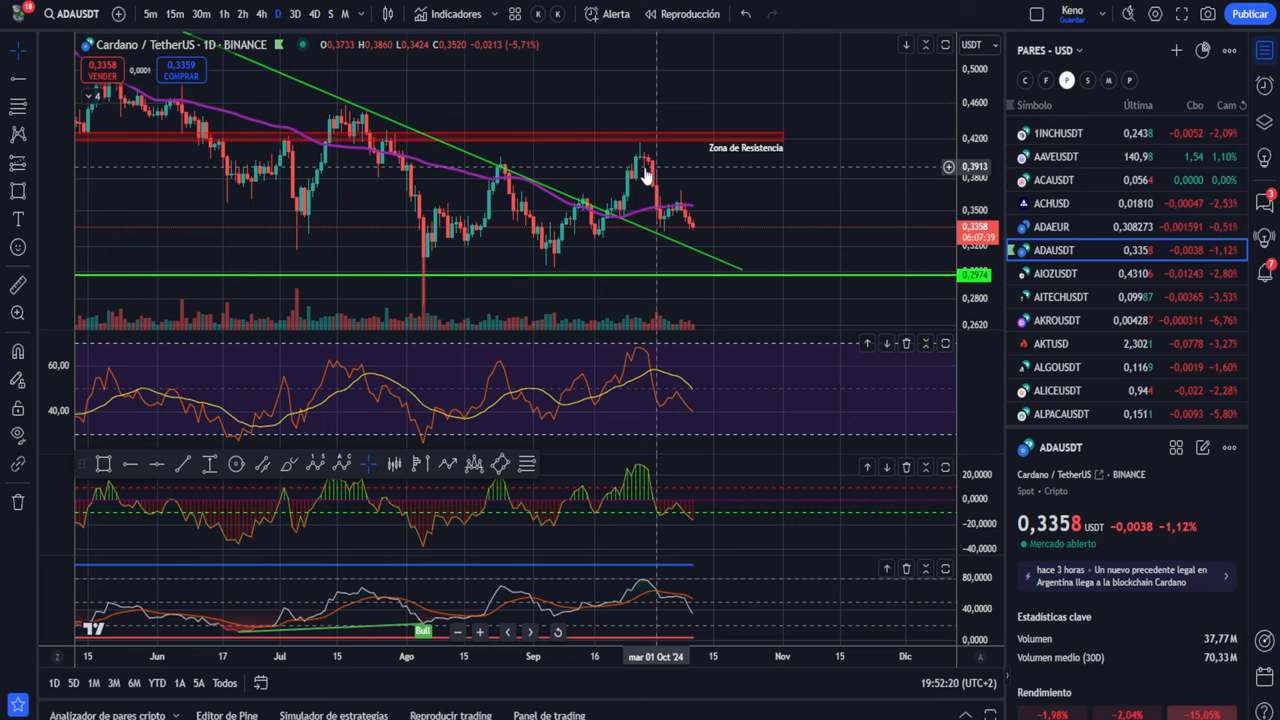 18
ADAUSDT
5m 15m 30m 1h 2h 4h D 3D 4D S M
Indicadores
K K
Alerta
Reproducción
Keno
Guardar
Publicar
Cardano / TetherUS · 1D · BINANCE
O0,3733 H0,3860 L0,3424 C0,3520 −0,0213 (−5,71%)
0,3358
VENDER
0,0001
0,3359
COMPRAR
4
Zona de Resistencia
USDT
0,5000
0,4600
0,4200
0,3913
0,3800
0,3500
0,3358
06:07:39
0,3200
0,2974
0,2800
0,2620
60,00
40,00
20,0000
0,0000
−20,0000
−40,0000
80,0000
40,0000
0,0000
Bull
Z
15 Jun 17 Jul 15 Ago 15 Sep 16 mar 01 Oct '24 15 Nov 15 Dic
A
1D 5D 1M 3M 6M YTD 1A 5A Todos
19:52:20 (UTC+2)
Analizador de pares cripto
Editor de Pine
Simulador de estrategias
Reproducir trading
Panel de trading
PARES - USD
C F P S M P
Símbolo Última Cbo Cam
1INCHUSDT 0,2438 −0,0052 −2,09%
AAVEUSDT 140,98 1,54 1,10%
ACAUSDT 0,0564 0,0000 0,00%
ACHUSD 0,01810 −0,00047 −2,53%
ADAEUR 0,308273 −0,001591 −0,51%
ADAUSDT 0,3358 −0,0038 −1,12%
AIOZUSDT 0,43106 −0,01243 −2,80%
AITECHUSDT 0,09987 −0,00365 −3,53%
AKROUSDT 0,004287 −0,000311 −6,76%
AKTUSD 2,3021 −0,0778 −3,27%
ALGOUSDT 0,1169 −0,0019 −1,60%
ALICEUSDT 0,944 −0,022 −2,28%
ALPACAUSDT 0,1511 −0,0093 −5,80%
ADAUSDT
Cardano / TetherUS · BINANCE
Spot · Cripto
0,3358 USDT −0,0038 −1,12%
Mercado abierto
hace 3 horas · Un nuevo precedente legal en
Argentina llega a la blockchain Cardano
Estadísticas clave
Volumen 37,77M
Volumen medio (30D) 70,33M
Rendimiento
−1,98% −2,04% −15,05%
3
7